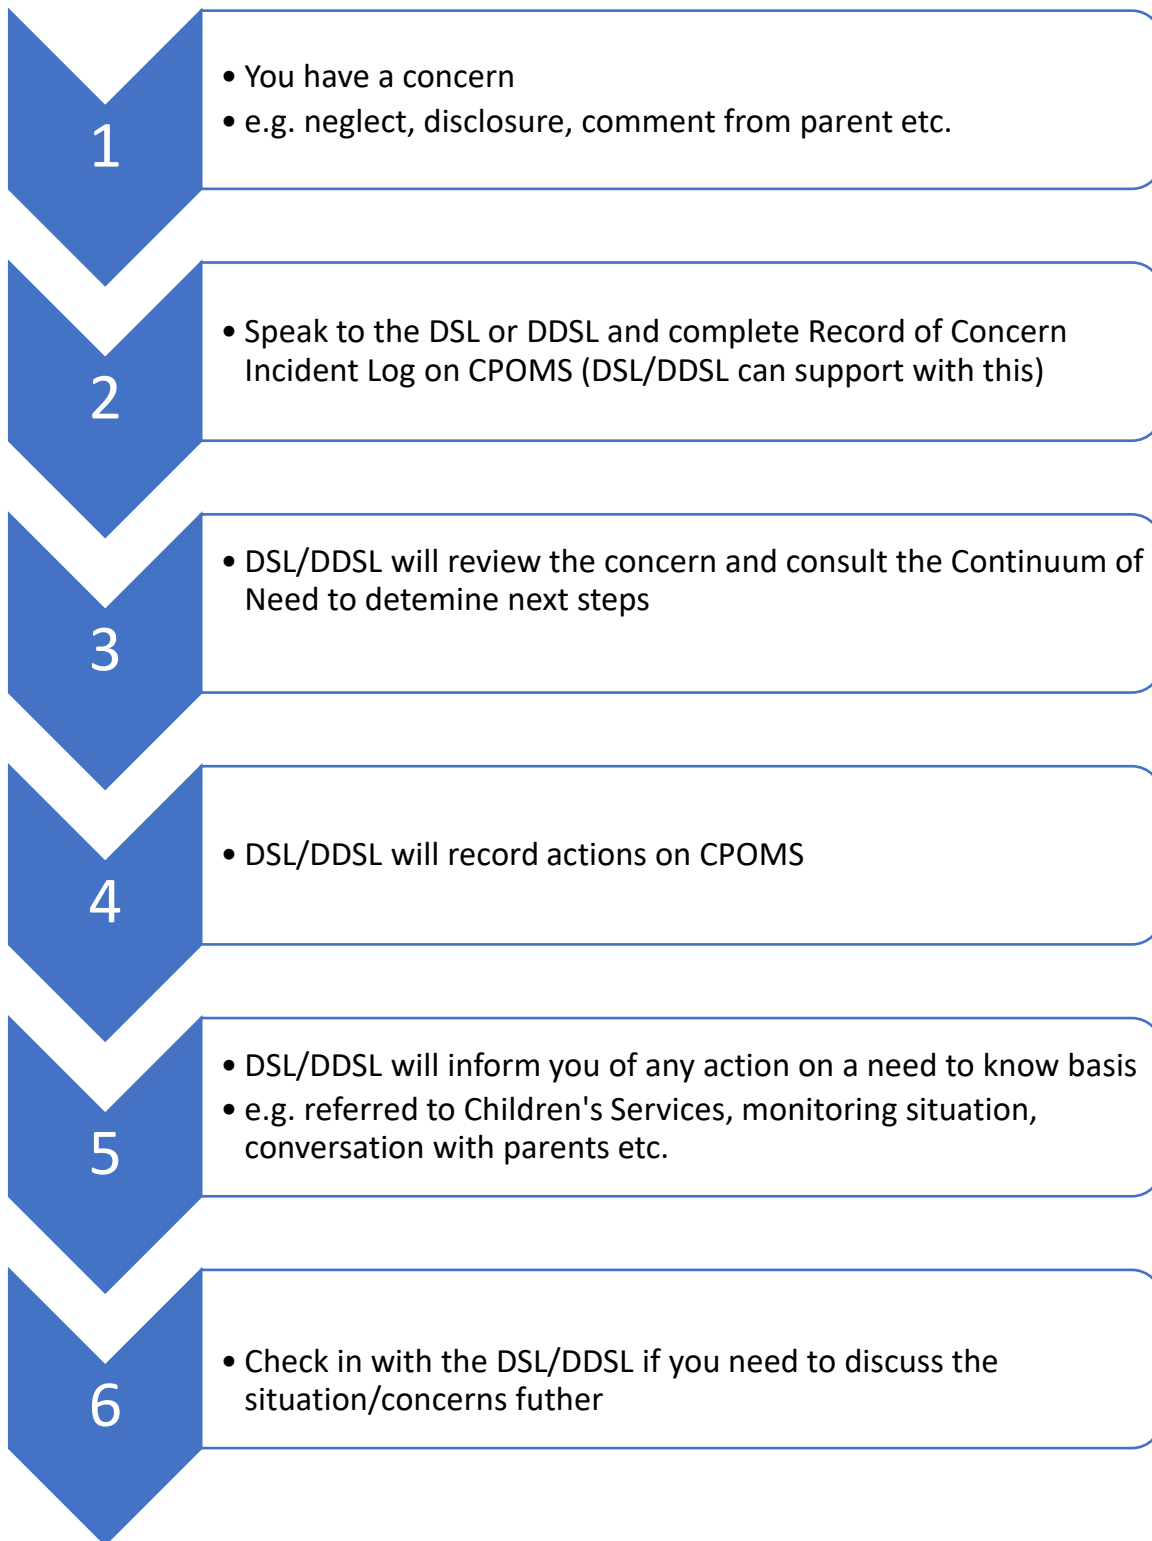 1
• You have a concern
• e.g. neglect, disclosure, comment from parent etc.
2
• Speak to the DSL or DDSL and complete Record of Concern
Incident Log on CPOMS (DSL/DDSL can support with this)
3
• DSL/DDSL will review the concern and consult the Continuum of
Need to detemine next steps
4
• DSL/DDSL will record actions on CPOMS
5
• DSL/DDSL will inform you of any action on a need to know basis
• e.g. referred to Children's Services, monitoring situation,
conversation with parents etc.
6
• Check in with the DSL/DDSL if you need to discuss the
situation/concerns futher